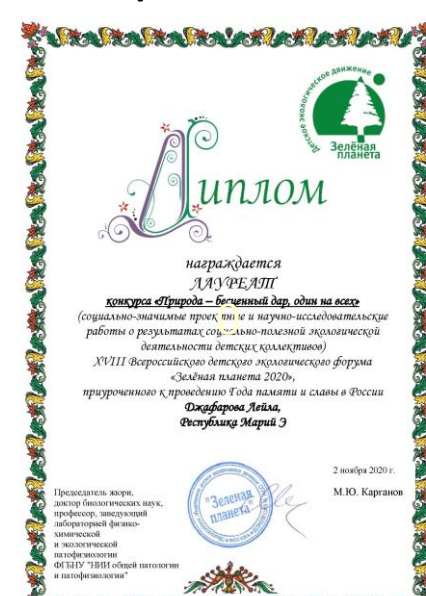 Детское экологическое движение
Зелёная
планета
Диплом
награждается
ЛАУРЕАТ
конкурса «Природа – бесценный дар, один на всех»
(социально-значимые проектные и научно-исследовательские
работы о результатах социально-полезной экологической
деятельности детских коллективов)
XVIII Всероссийского детского экологического форума
«Зелёная планета 2020»,
приуроченного к проведению Года памяти и славы в России
Джафарова Лейла,
Республика Марий Э
2 ноября 2020 г.
Председатель жюри,
доктор биологических наук,
профессор, заведующий
лабораторией физико-
химической
и экологической
патофизиологии
ФГБНУ "НИИ общей патологии
и патофизиологии"
М.Ю. Карганов
"Зеленая
планета"